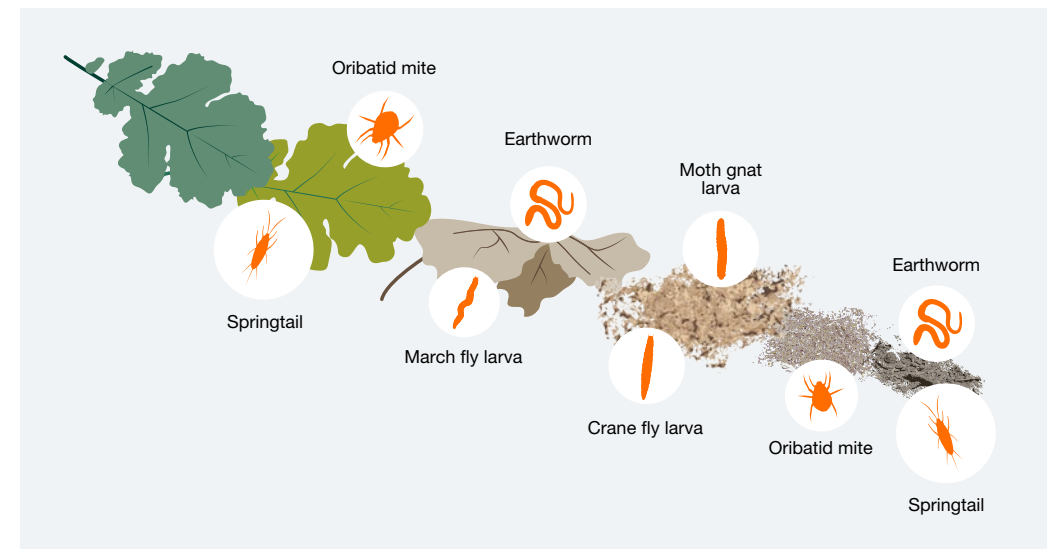 Oribatid mite
Earthworm
Moth gnat
larva
Springtail
March fly larva
Crane fly larva
Earthworm
Oribatid mite
Springtail